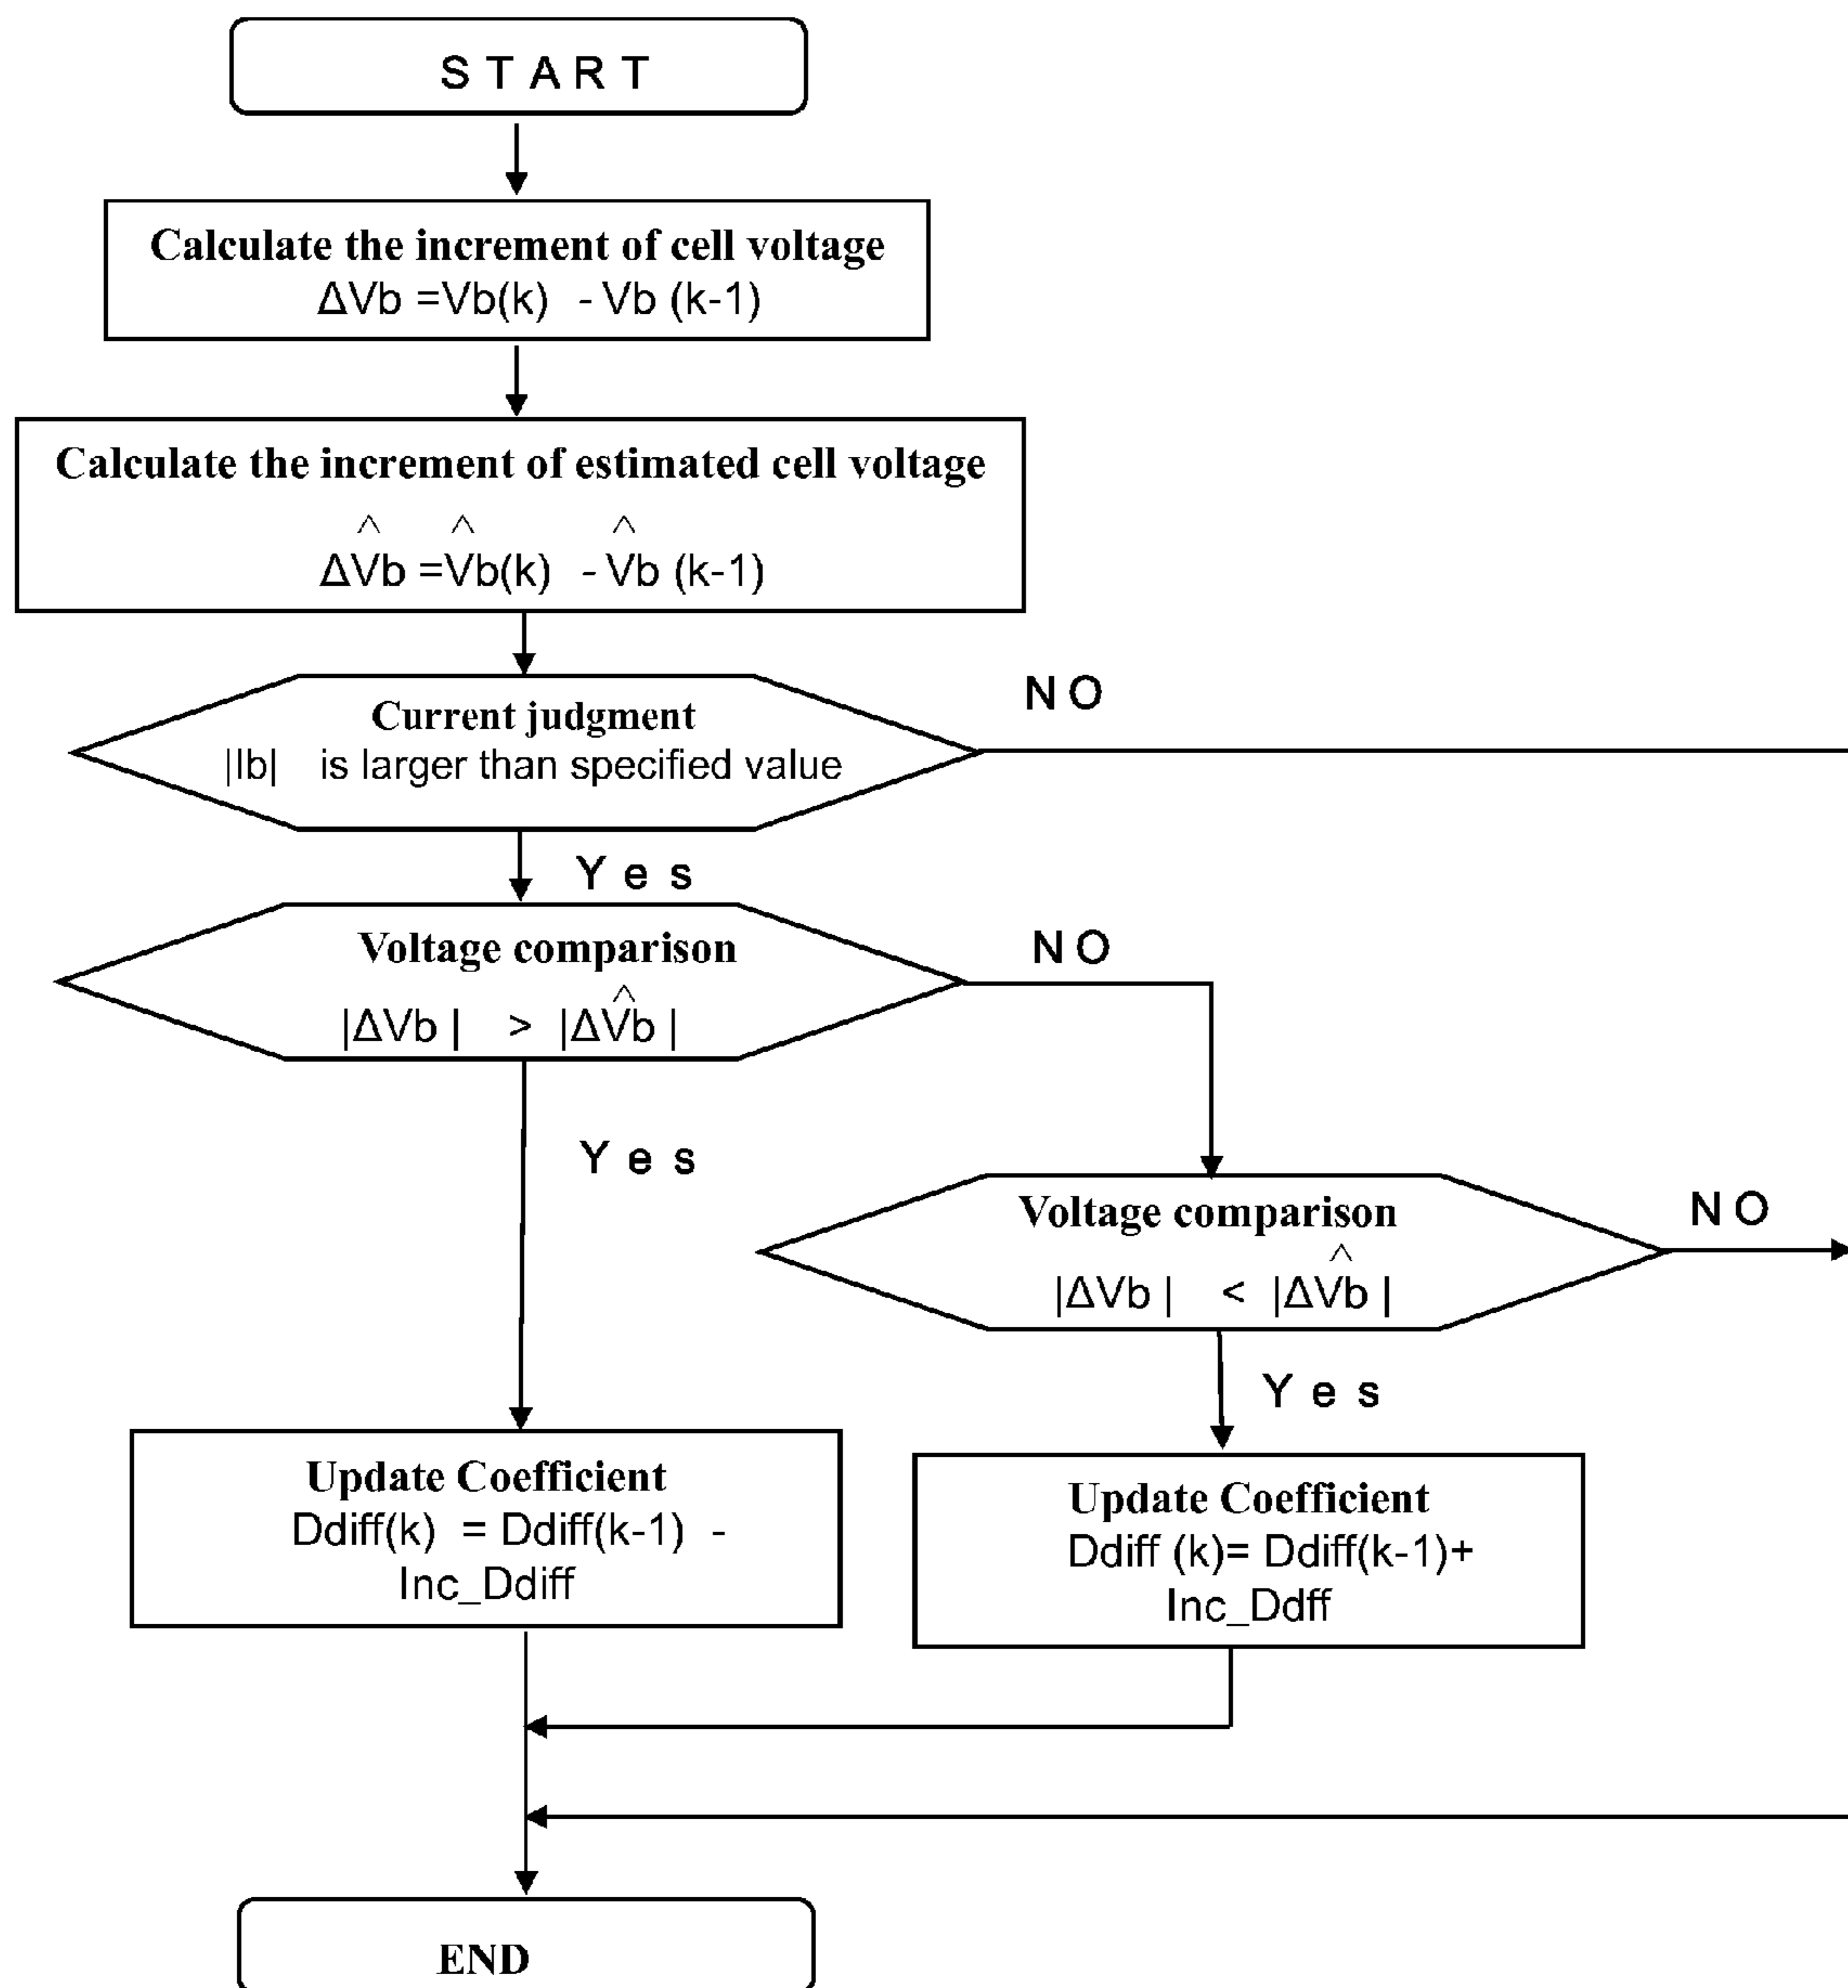 START
Calculate the increment of cell voltage
ΔVb =Vb(k) - Vb (k-1)
Calculate the increment of estimated cell voltage
^ ^ ^
ΔVb =Vb(k) - Vb (k-1)
Current judgment
|Ib| is larger than specified value
NO
Yes
Voltage comparison
^
|ΔVb | > |ΔVb |
NO
Yes
Voltage comparison
^
|ΔVb | < |ΔVb |
NO
Yes
Update Coefficient
Ddiff(k) = Ddiff(k-1) -
Inc_Ddiff
Update Coefficient
Ddiff (k)= Ddiff(k-1)+
Inc_Ddff
END